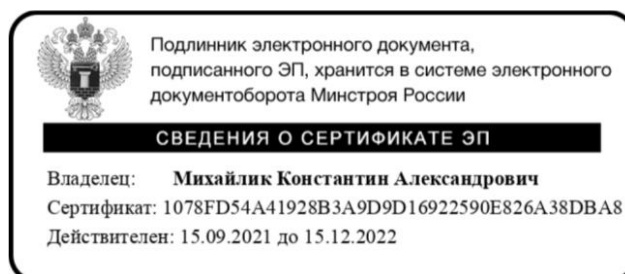 Подлинник электронного документа,
подписанного ЭП, хранится в системе электронного
документоборота Минстроя России
СВЕДЕНИЯ О СЕРТИФИКАТЕ ЭП
Владелец: Михайлик Константин Александрович
Сертификат: 1078FD54A41928B3A9D9D16922590E826A38DBA8
Действителен: 15.09.2021 до 15.12.2022